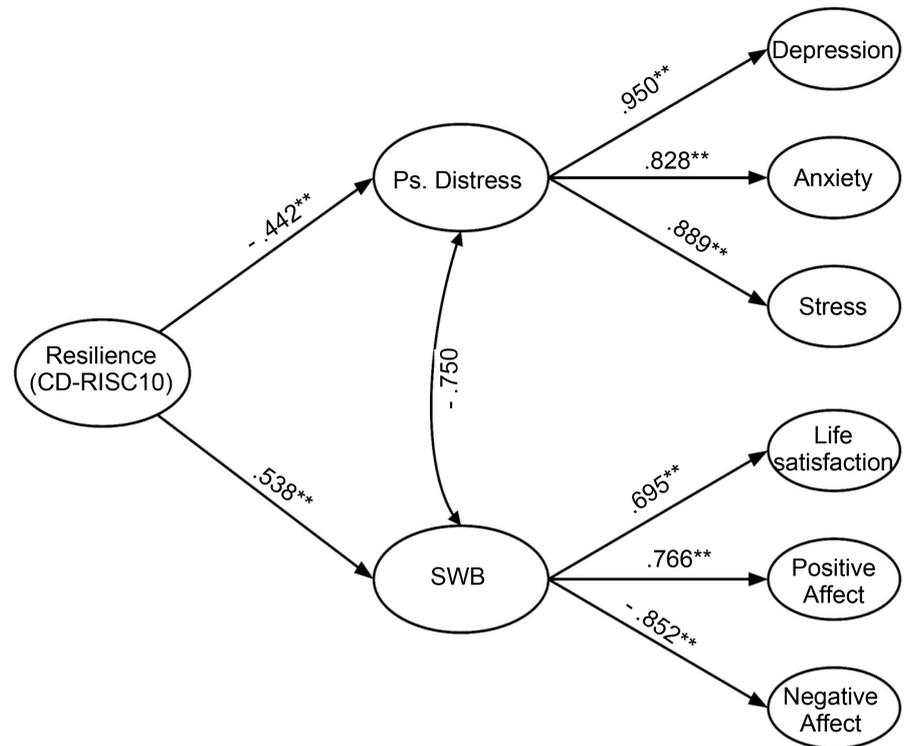 Depression
.950**
Ps. Distress
.828**
Anxiety
- .442**
.889**
Stress
Resilience
(CD-RISC10)
- .750
.538**
Life
satisfaction
.695**
SWB
.766**
Positive
Affect
- .852**
Negative
Affect